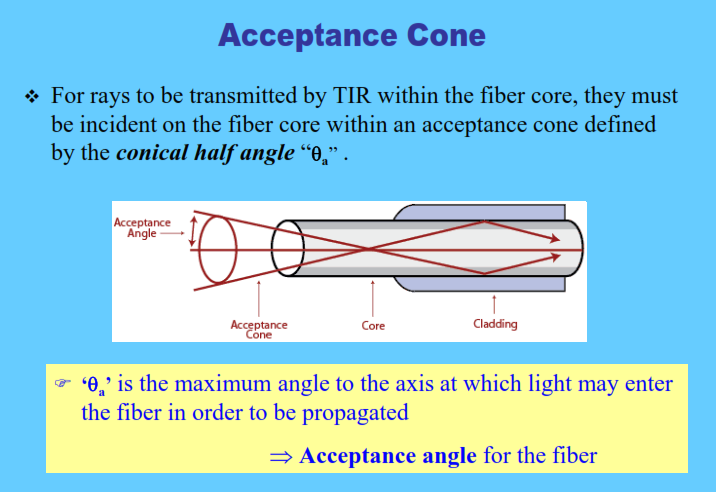 Acceptance Cone
❖ For rays to be transmitted by TIR within the fiber core, they must
be incident on the fiber core within an acceptance cone defined
by the conical half angle “θₐ” .
Acceptance
Angle
Acceptance
Cone
Core
Cladding
☞ ‘θₐ’ is the maximum angle to the axis at which light may enter
the fiber in order to be propagated
⇒ Acceptance angle for the fiber